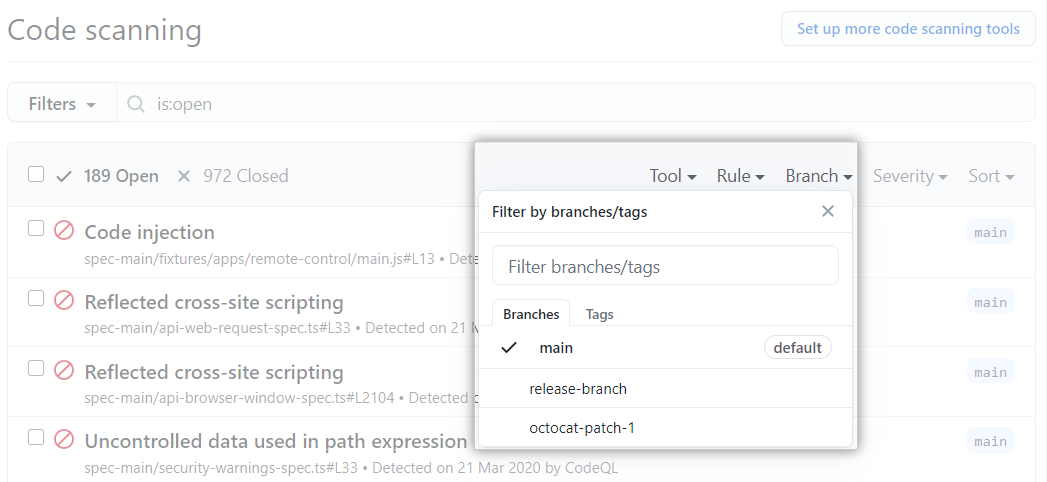 Code scanning
Set up more code scanning tools
Filters
is:open
189 Open
972 Closed
Tool
Rule
Branch
Severity
Sort
Filter by branches/tags
Filter branches/tags
Branches
Tags
main
default
release-branch
octocat-patch-1
Code injection
main
spec-main/fixtures/apps/remote-control/main.js#L13 •
Reflected cross-site scripting
main
spec-main/api-web-request-spec.ts#L33 • Detected on 21
Reflected cross-site scripting
main
spec-main/api-browser-window-spec.ts#L2104 • Detected
Uncontrolled data used in path expression
main
spec-main/security-warnings-spec.ts#L33 • Detected on 21 Mar 2020 by CodeQL